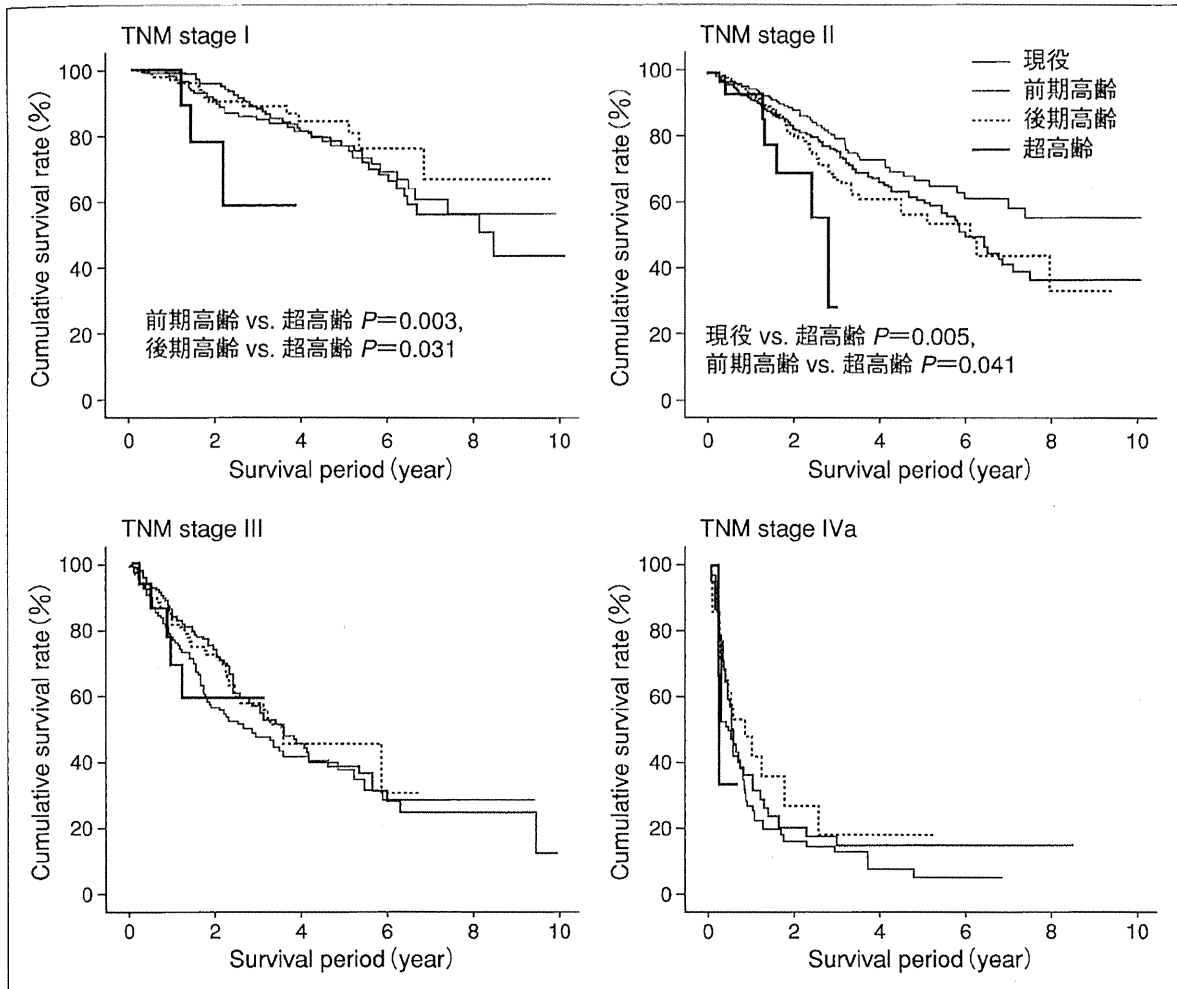 TNM stage I
Cumulative survival rate (%)
100
80
60
40
20
0
前期高齢 vs. 超高齢 P=0.003,
後期高齢 vs. 超高齢 P=0.031
0 2 4 6 8 10
Survival period (year)
TNM stage II
Cumulative survival rate (%)
100
80
60
40
20
0
現役
前期高齢
後期高齢
超高齢
現役 vs. 超高齢 P=0.005,
前期高齢 vs. 超高齢 P=0.041
0 2 4 6 8 10
Survival period (year)
TNM stage III
Cumulative survival rate (%)
100
80
60
40
20
0
0 2 4 6 8 10
Survival period (year)
TNM stage IVa
Cumulative survival rate (%)
100
80
60
40
20
0
0 2 4 6 8 10
Survival period (year)